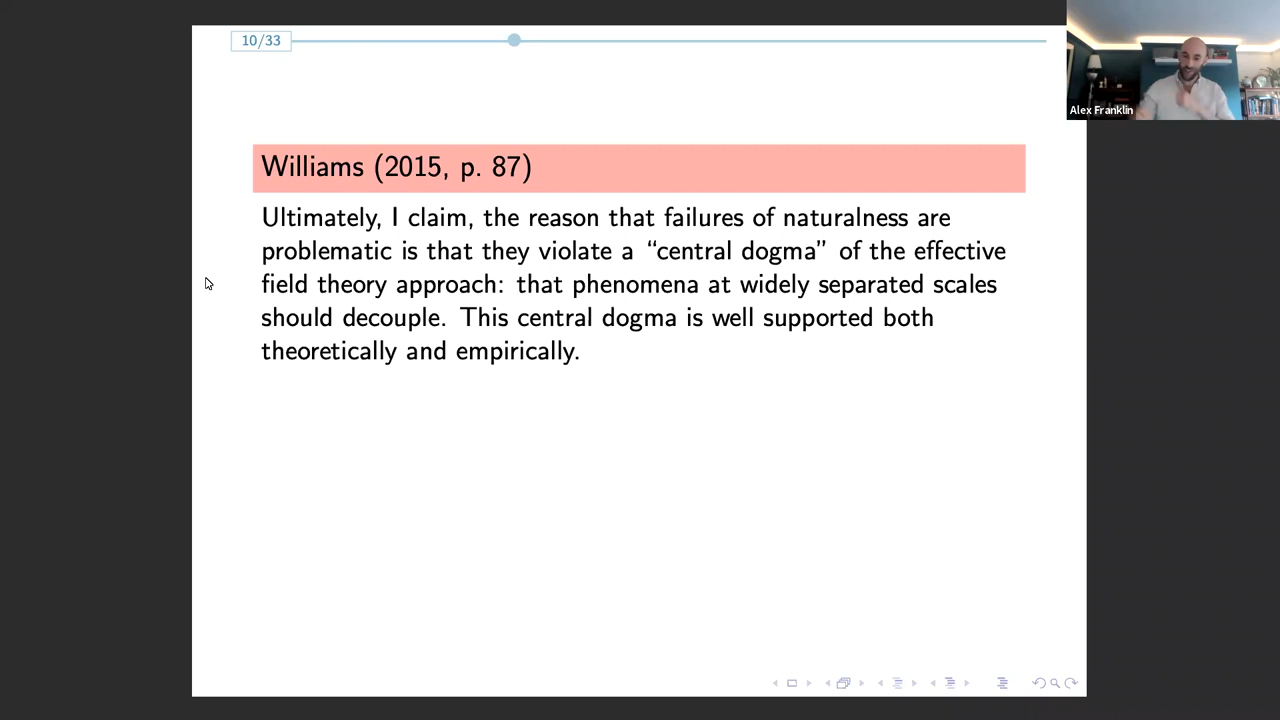 10/33
Alex Franklin
Williams (2015, p. 87)
Ultimately, I claim, the reason that failures of naturalness are
problematic is that they violate a “central dogma” of the effective
field theory approach: that phenomena at widely separated scales
should decouple. This central dogma is well supported both
theoretically and empirically.